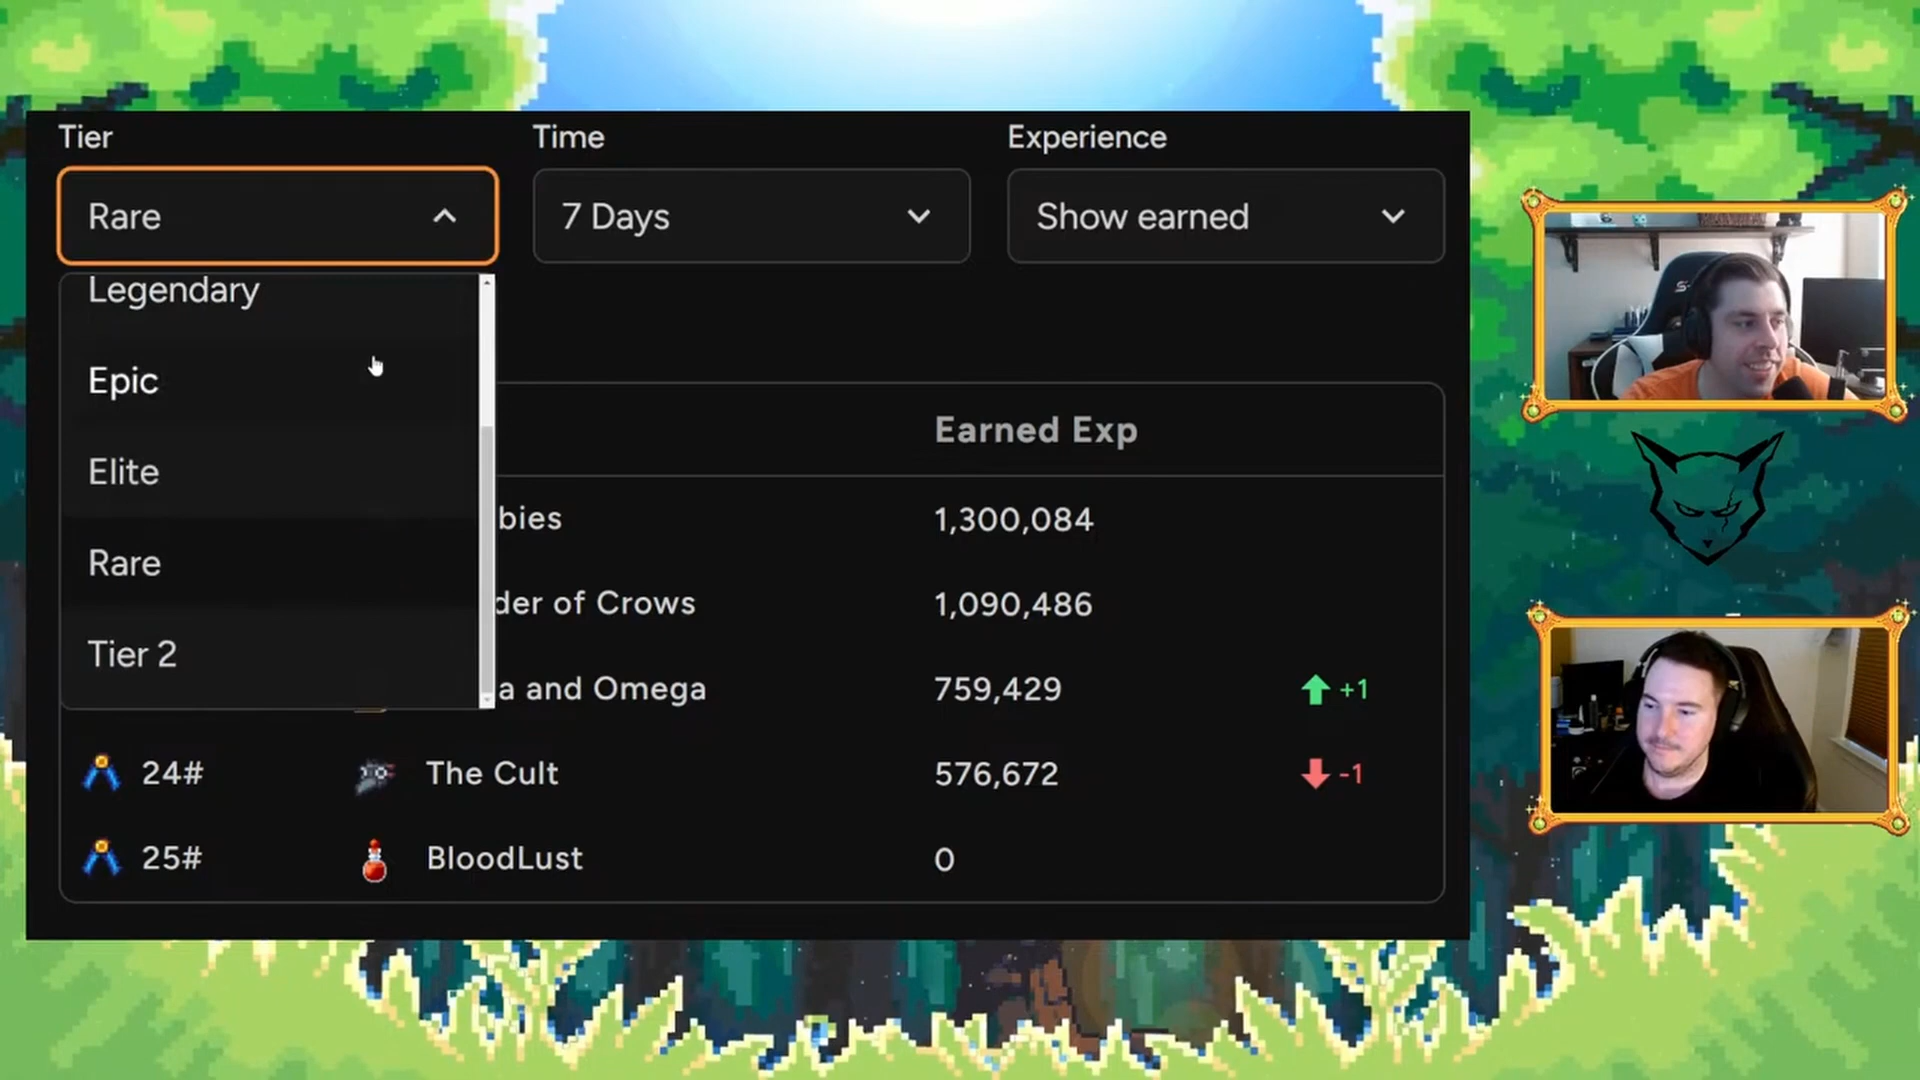 Tier
Time
Experience
Rare
7 Days
Show earned
Legendary
Epic
Elite
Rare
Tier 2
Earned Exp
bies 1,300,084
der of Crows 1,090,486
a and Omega 759,429 +1
24# The Cult 576,672 -1
25# BloodLust 0